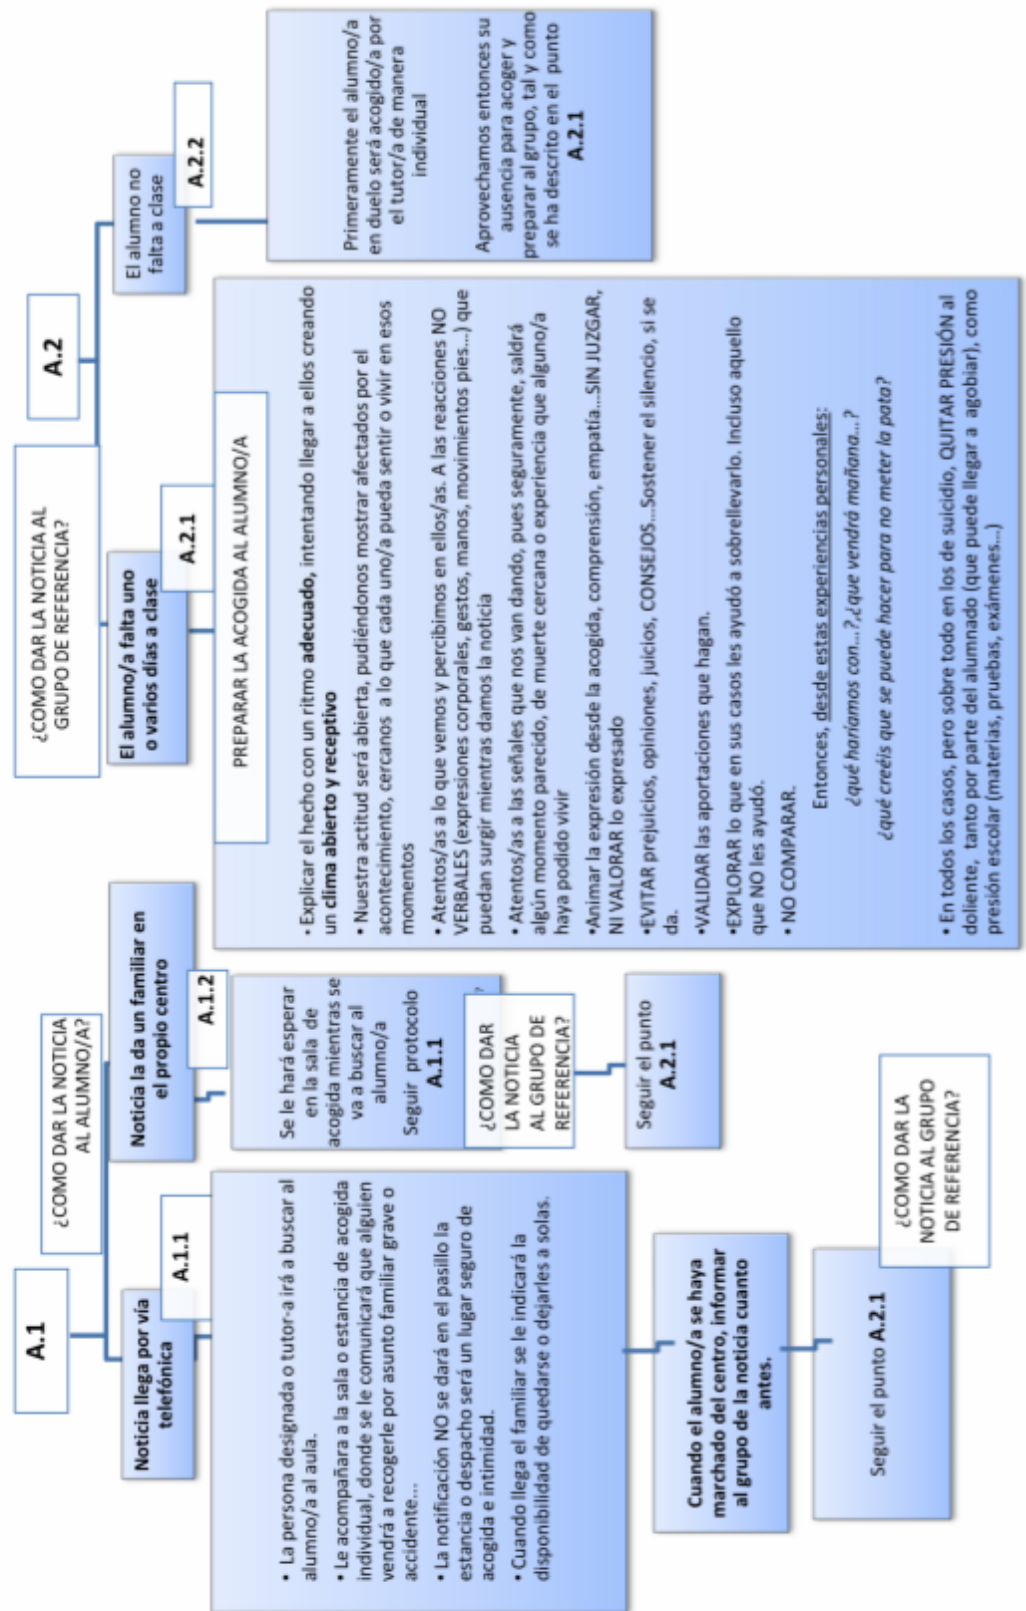 A.1
¿COMO DAR LA NOTICIA
AL ALUMNO/A?
Noticia llega por vía
telefónica
A.1.1
• La persona designada o tutor-a irá a buscar al
alumno/a al aula.
• Le acompañara a la sala o estancia de acogida
individual, donde se le comunicará que alguien
vendrá a recogerle por asunto familiar grave o
accidente...
• La notificación NO se dará en el pasillo la
estancia o despacho será un lugar seguro de
acogida e intimidad.
• Cuando llega el familiar se le indicará la
disponibilidad de quedarse o dejarles a solas.
Cuando el alumno/a se haya
marchado del centro, informar
al grupo de la noticia cuanto
antes.
Seguir el punto A.2.1
¿COMO DAR LA
NOTICIA AL GRUPO
DE REFERENCIA?
Noticia la da un familiar en
el propio centro
A.1.2
Se le hará esperar
en la sala de
acogida mientras se
va a buscar al
alumno/a
Seguir protocolo
A.1.1
¿COMO DAR
LA NOTICIA
AL GRUPO DE
REFERENCIA?
?
Seguir el punto
A.2.1
A.2
¿COMO DAR LA NOTICIA AL
GRUPO DE REFERENCIA?
El alumno/a falta uno
o varios días a clase
A.2.1
PREPARAR LA ACOGIDA AL ALUMNO/A
• Explicar el hecho con un ritmo adecuado, intentando llegar a ellos creando
un clima abierto y receptivo
• Nuestra actitud será abierta, pudiéndonos mostrar afectados por el
acontecimiento, cercanos a lo que cada uno/a pueda sentir o vivir en esos
momentos
• Atentos/as a lo que vemos y percibimos en ellos/as. A las reacciones NO
VERBALES (expresiones corporales, gestos, manos, movimientos pies...) que
puedan surgir mientras damos la noticia
• Atentos/as a las señales que nos van dando, pues seguramente, saldrá
algún momento parecido, de muerte cercana o experiencia que alguno/a
haya podido vivir
•Animar la expresión desde la acogida, comprensión, empatía...SIN JUZGAR,
NI VALORAR lo expresado
•EVITAR prejuicios, opiniones, juicios, CONSEJOS...Sostener el silencio, si se
da.
•VALIDAR las aportaciones que hagan.
•EXPLORAR lo que en sus casos les ayudó a sobrellevarlo. Incluso aquello
que NO les ayudó.
• NO COMPARAR.
Entonces, desde estas experiencias personales:
¿qué haríamos con...?,¿que vendrá mañana...?
¿qué creéis que se puede hacer para no meter la pata?
• En todos los casos, pero sobre todo en los de suicidio, QUITAR PRESIÓN al
doliente, tanto por parte del alumnado (que puede llegar a agobiar), como
presión escolar (materias, pruebas, exámenes...)
El alumno no
falta a clase
A.2.2
Primeramente el alumno/a
en duelo será acogido/a por
el tutor/a de manera
individual
Aprovechamos entonces su
ausencia para acoger y
preparar al grupo, tal y como
se ha descrito en el punto
A.2.1